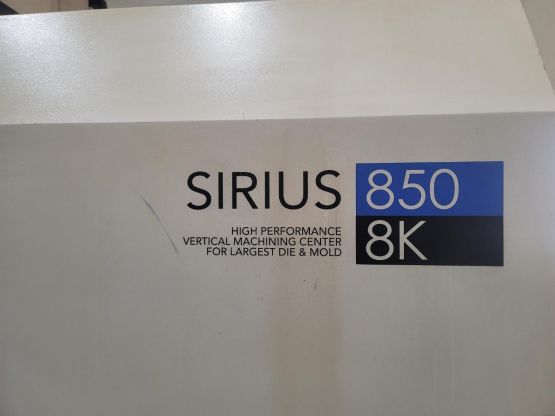 SIRIUS 850
8K
HIGH PERFORMANCE
VERTICAL MACHINING CENTER
FOR LARGEST DIE & MOLD